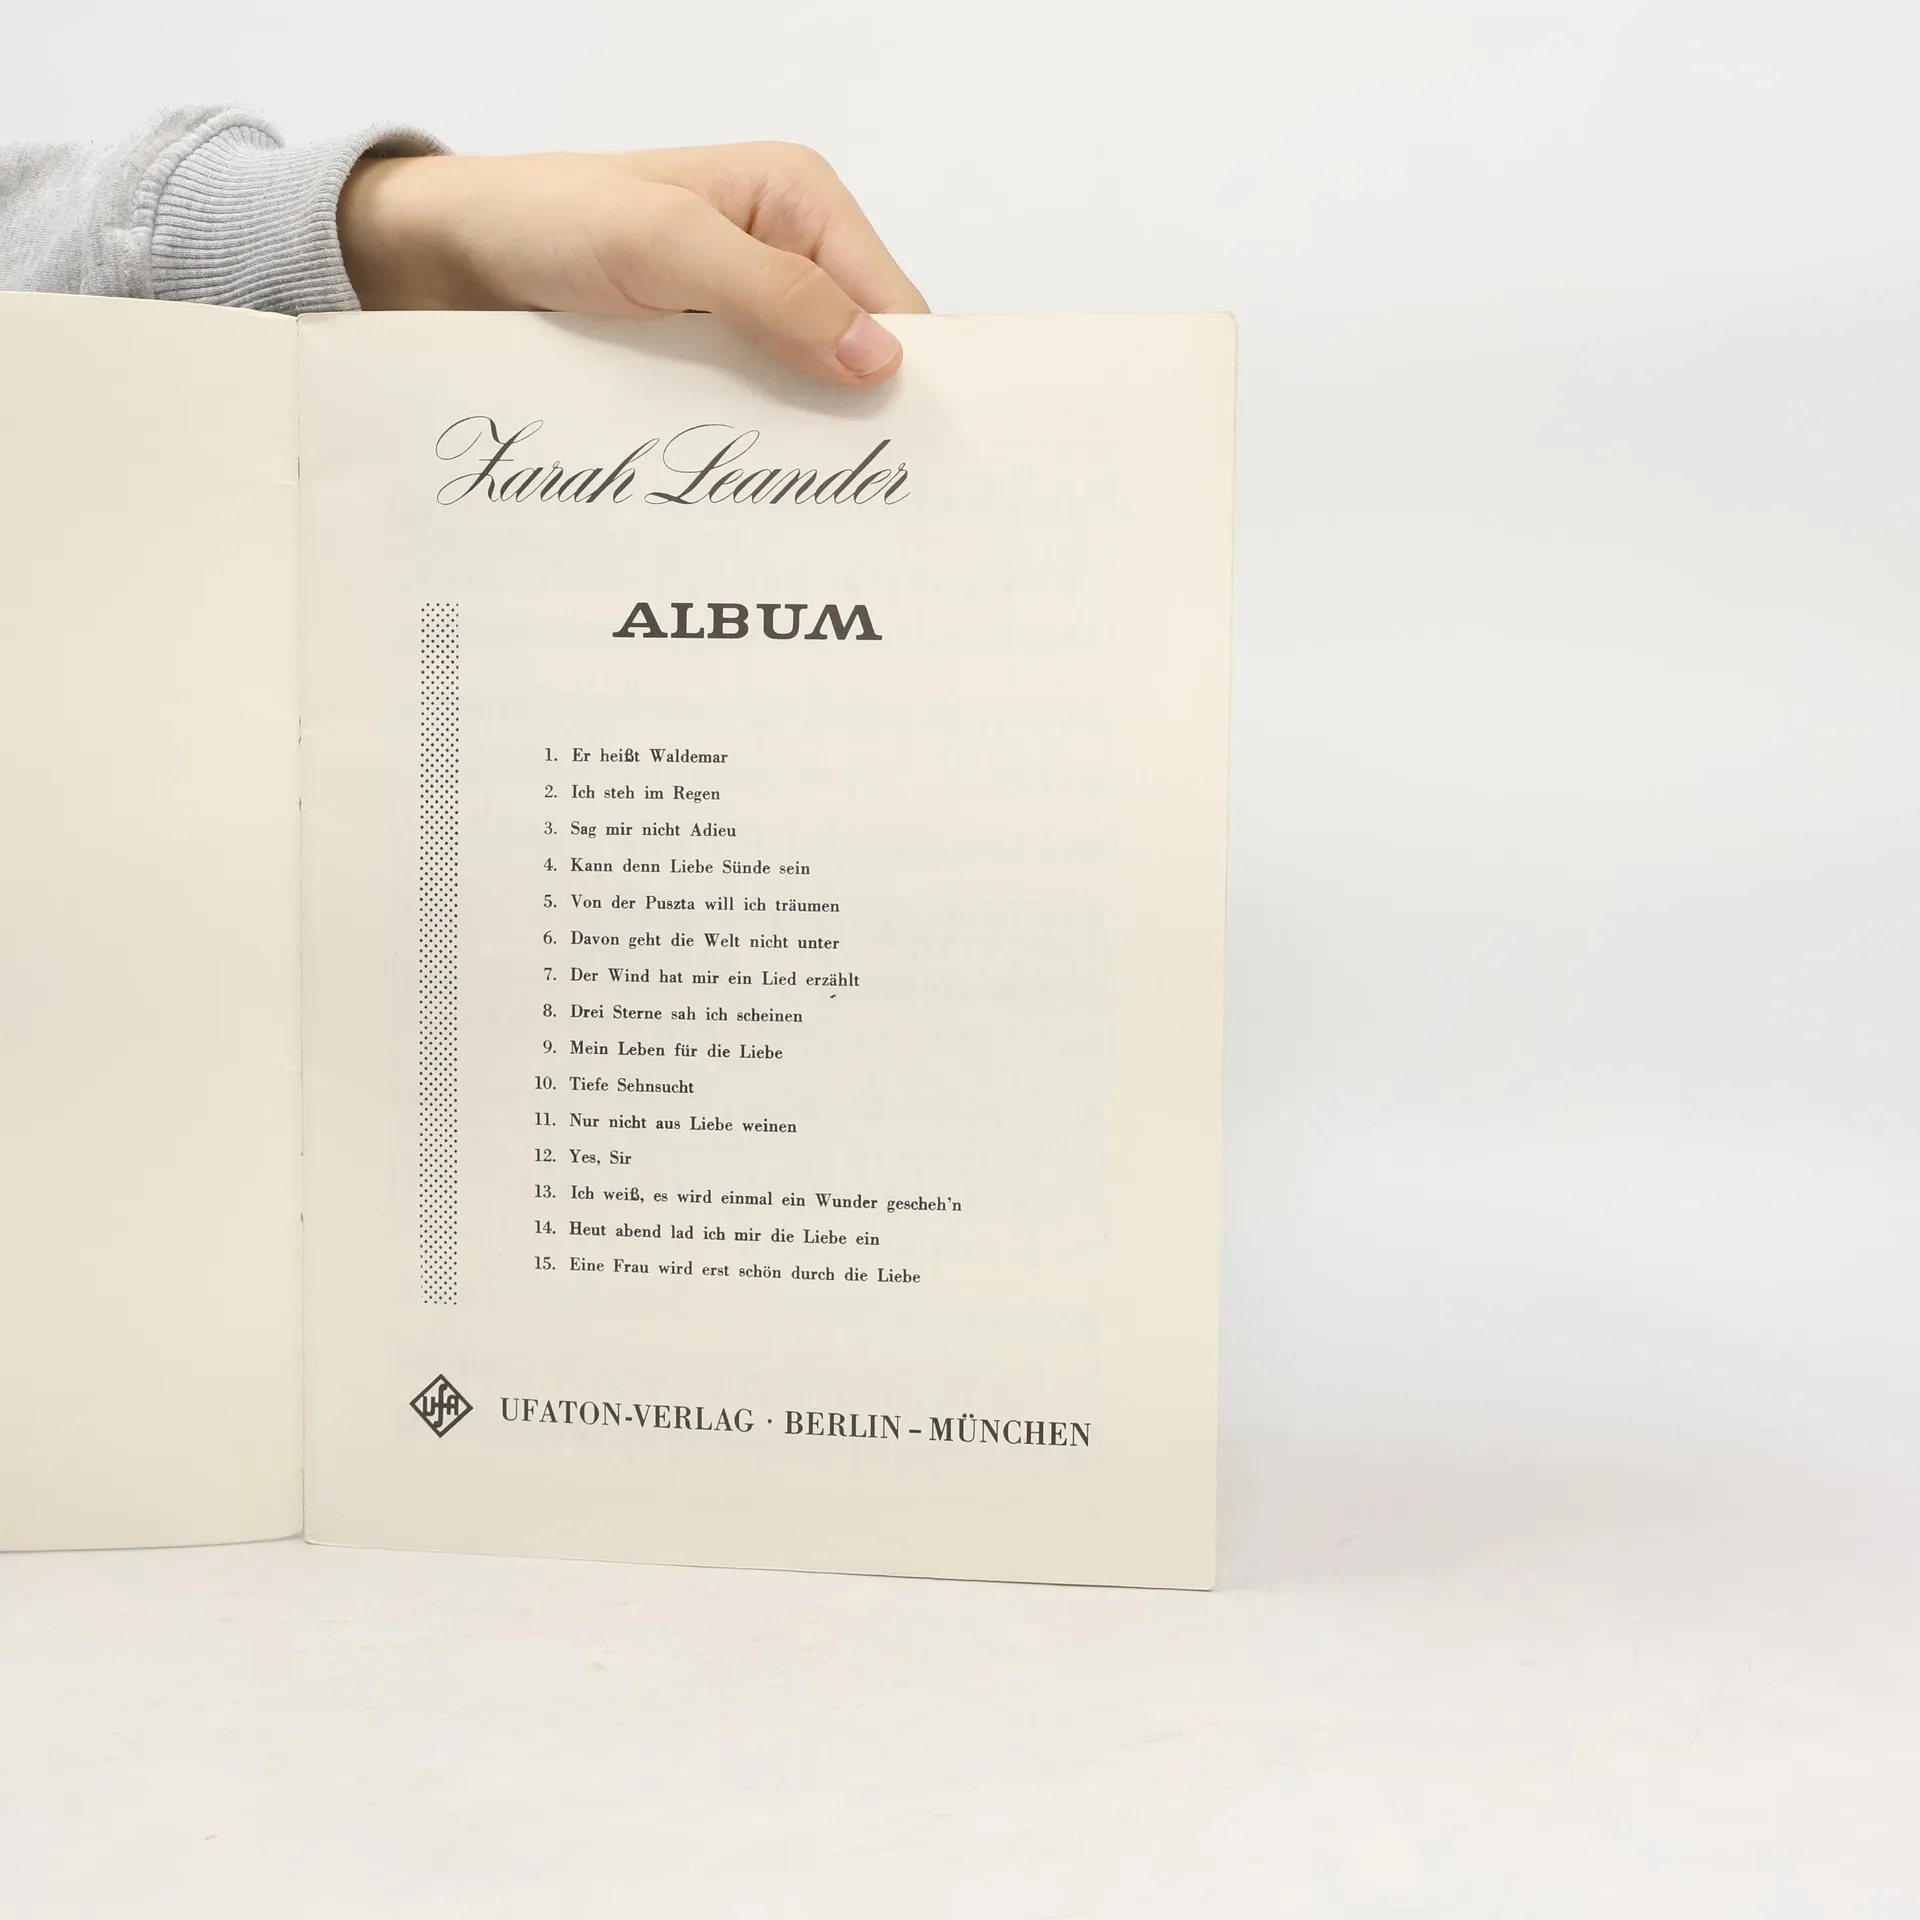 Zarah Leander
ALBUM
1. Er heißt Waldemar
2. Ich steh im Regen
3. Sag mir nicht Adieu
4. Kann denn Liebe Sünde sein
5. Von der Puszta will ich träumen
6. Davon geht die Welt nicht unter
7. Der Wind hat mir ein Lied erzählt
8. Drei Sterne sah ich scheinen
9. Mein Leben für die Liebe
10. Tiefe Sehnsucht
11. Nur nicht aus Liebe weinen
12. Yes, Sir
13. Ich weiß, es wird einmal ein Wunder gescheh'n
14. Heut abend lad ich mir die Liebe ein
15. Eine Frau wird erst schön durch die Liebe
UFA UFATON-VERLAG · BERLIN – MÜNCHEN